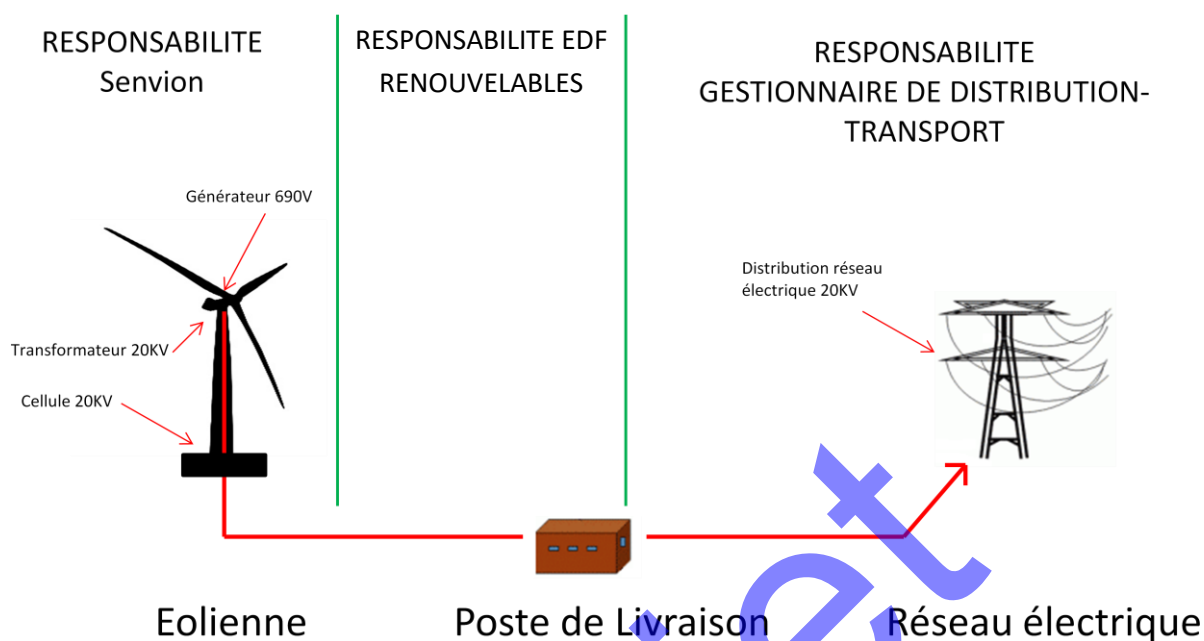 RESPONSABILITE
Senvion
RESPONSABILITE EDF
RENOUVELABLES
RESPONSABILITE
GESTIONNAIRE DE DISTRIBUTION-
TRANSPORT
Générateur 690V
Transformateur 20KV
Cellule 20KV
Distribution réseau
électrique 20KV
Eolienne
Poste de Livraison
Réseau électrique